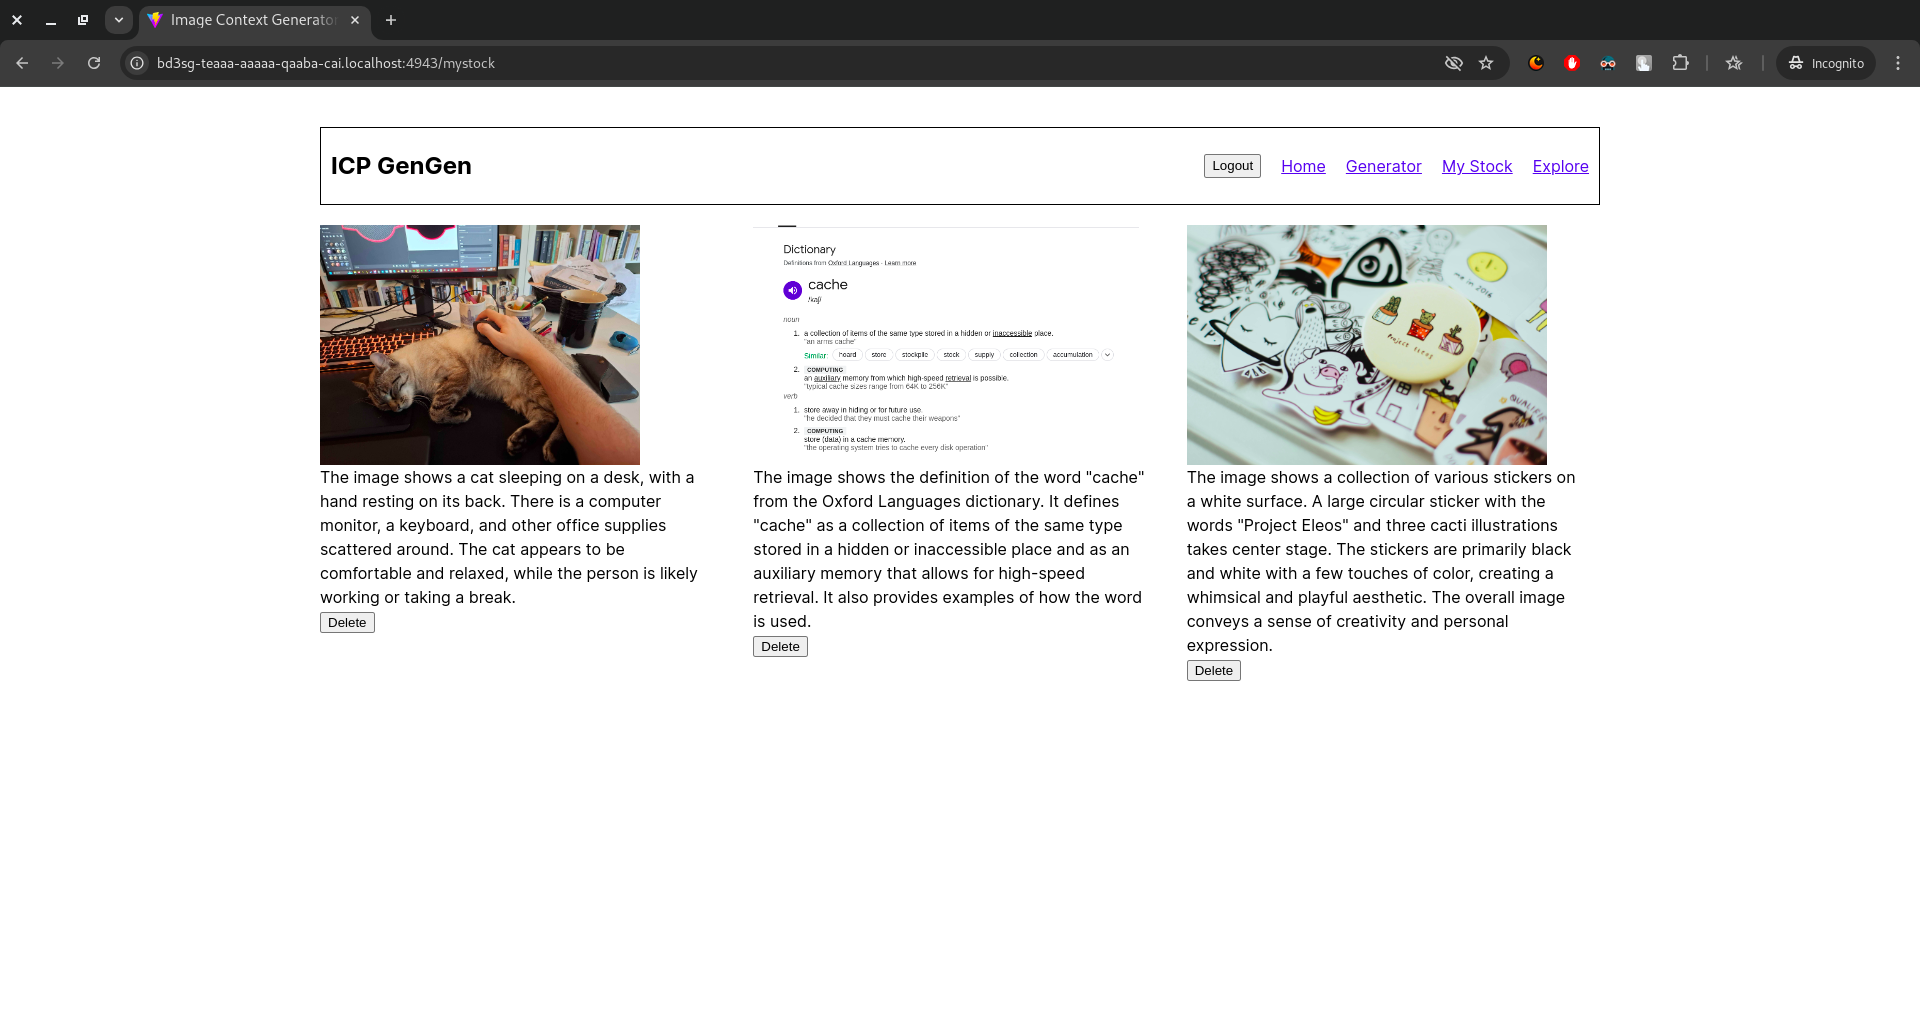 Image Context Generato
bd3sg-teaaa-aaaaa-qaaba-cai.localhost:4943/mystock
Incognito
ICP GenGen
Logout
Home
Generator
My Stock
Explore
Dictionary
Definitions from Oxford Languages · Learn more
cache
/kaʃ/
noun
1. a collection of items of the same type stored in a hidden or inaccessible place.
"an arms cache"
Similar: hoard store stockpile stock supply collection accumulation
2. COMPUTING
an auxiliary memory from which high-speed retrieval is possible.
"typical cache sizes range from 64K to 256K"
verb
1. store away in hiding or for future use.
"he decided that they must cache their weapons"
2. COMPUTING
store (data) in a cache memory.
"the operating system tries to cache every disk operation"
me in 2016
PROJECT ELEOS
The image shows a cat sleeping on a desk, with a
hand resting on its back. There is a computer
monitor, a keyboard, and other office supplies
scattered around. The cat appears to be
comfortable and relaxed, while the person is likely
working or taking a break.
Delete
The image shows the definition of the word "cache"
from the Oxford Languages dictionary. It defines
"cache" as a collection of items of the same type
stored in a hidden or inaccessible place and as an
auxiliary memory that allows for high-speed
retrieval. It also provides examples of how the word
is used.
Delete
The image shows a collection of various stickers on
a white surface. A large circular sticker with the
words "Project Eleos" and three cacti illustrations
takes center stage. The stickers are primarily black
and white with a few touches of color, creating a
whimsical and playful aesthetic. The overall image
conveys a sense of creativity and personal
expression.
Delete